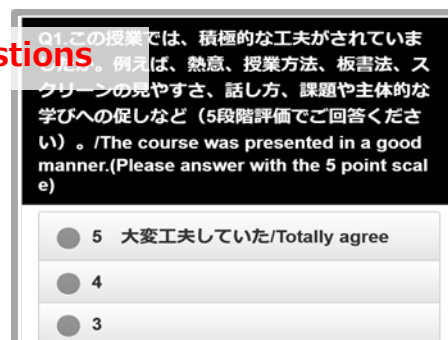 stions
Q1.この授業では、積極的な工夫がされていま
したか。例えば、熱意、授業方法、板書法、ス
クリーンの見やすさ、話し方、課題や主体的な
学びへの促しなど（5段階評価でご回答くださ
い）。/The course was presented in a good
manner.(Please answer with the 5 point scal
e)
5 大変工夫していた/Totally agree
4
3